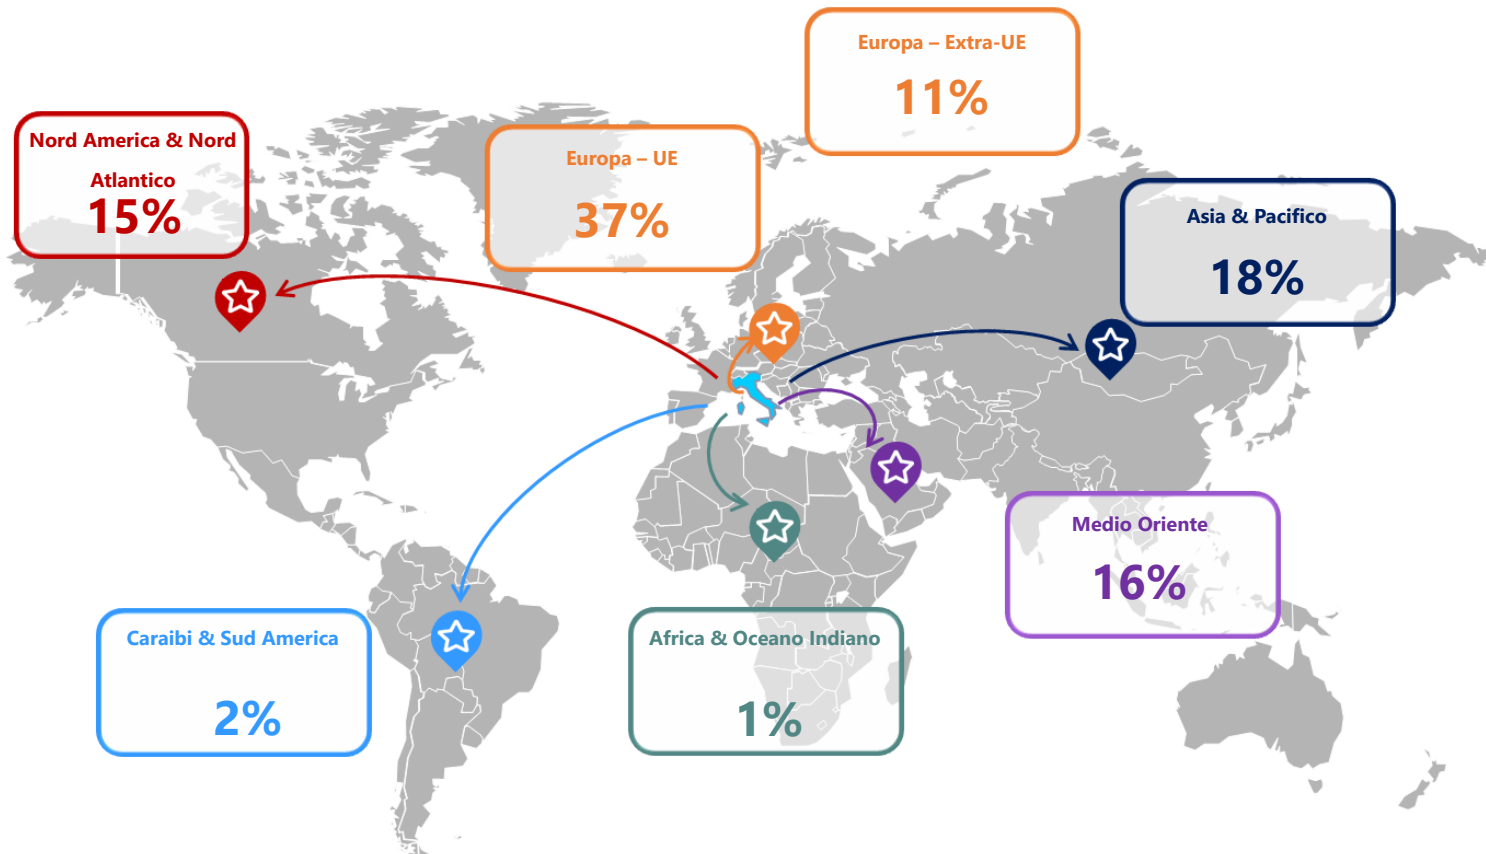 Europa – Extra-UE
11%
Nord America & Nord
Atlantico
15%
Europa – UE
37%
Asia & Pacifico
18%
Medio Oriente
16%
Caraibi & Sud America
2%
Africa & Oceano Indiano
1%